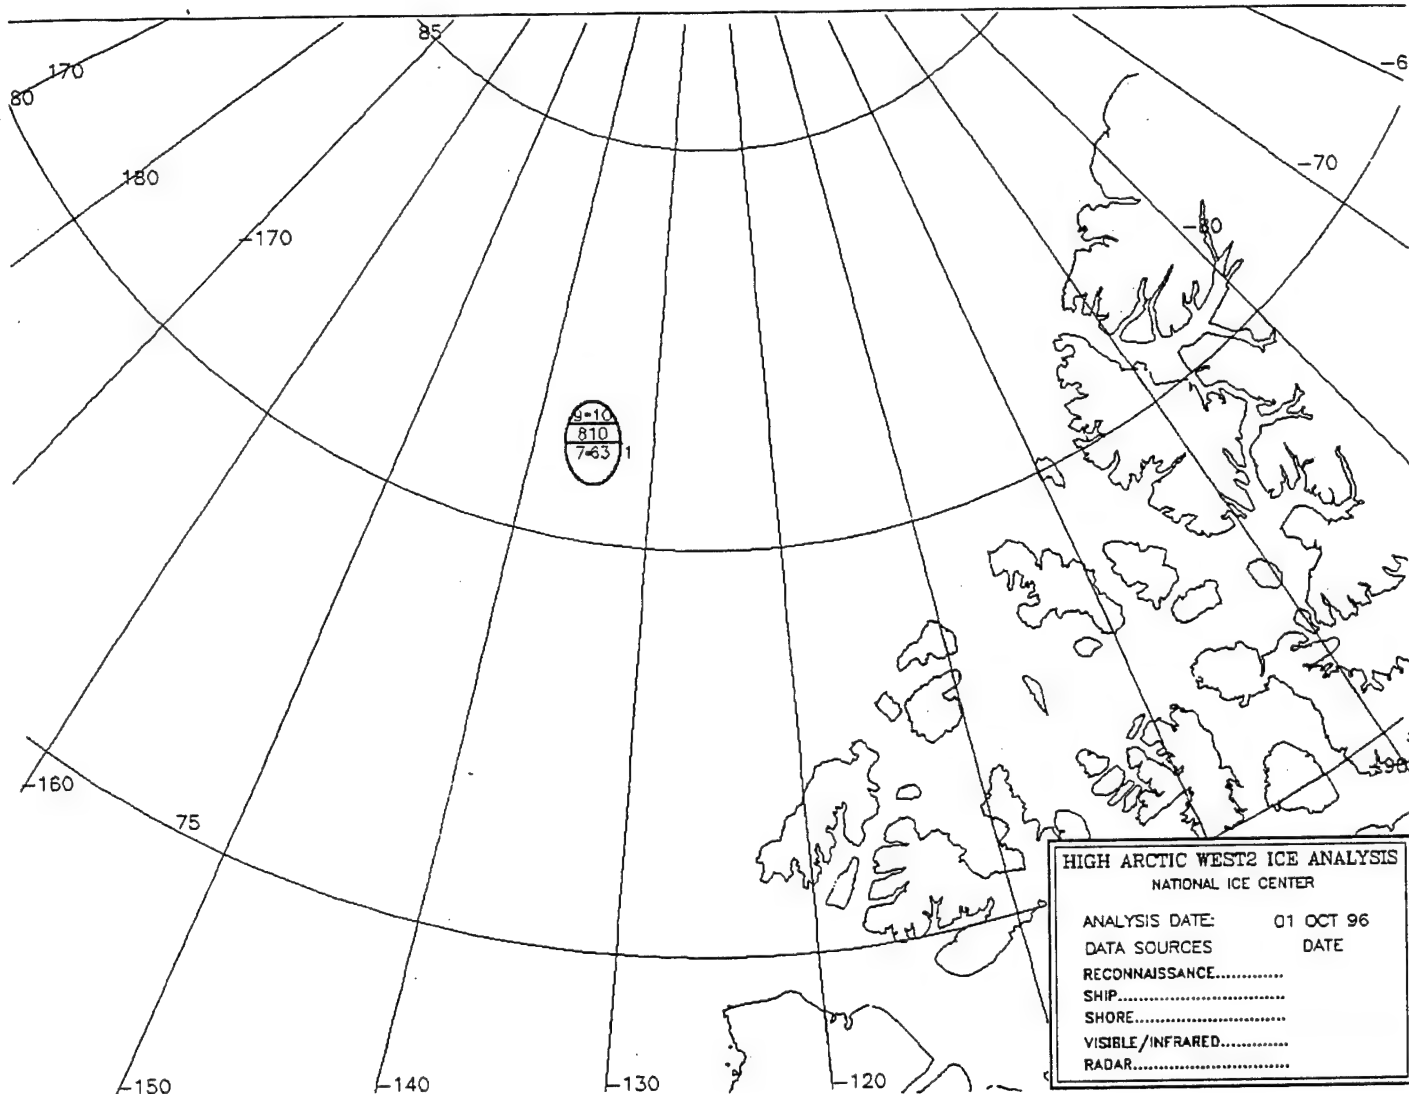 85
-6
170
80
-70
180
-80
-170
9-10
810
7•63 1
-160
-90
75
HIGH ARCTIC WEST2 ICE ANALYSIS
NATIONAL ICE CENTER
ANALYSIS DATE: 01 OCT 96
DATA SOURCES DATE
RECONNAISSANCE.............
SHIP................................
SHORE.............................
VISIBLE/INFRARED.............
RADAR..............................
-150
-140
-130
-120